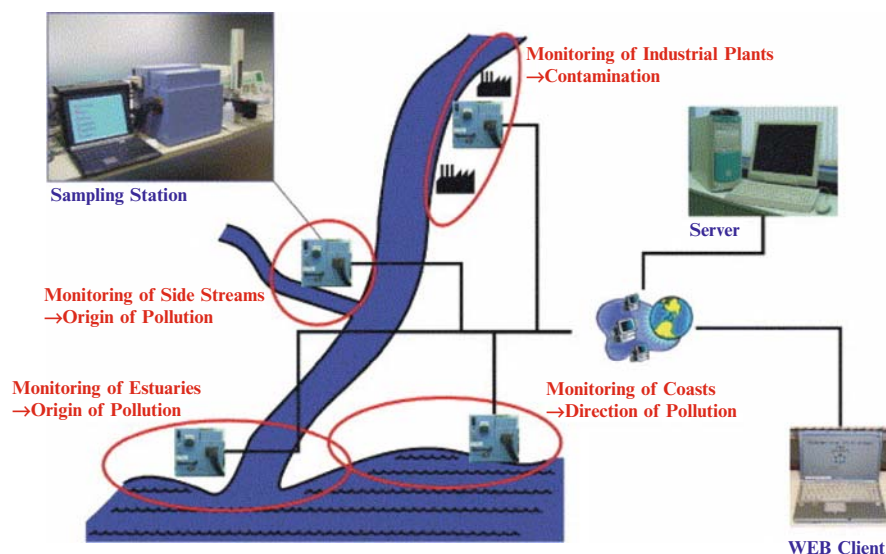 Monitoring of Industrial Plants
→Contamination
Sampling Station
Server
Monitoring of Side Streams
→Origin of Pollution
Monitoring of Estuaries
→Origin of Pollution
Monitoring of Coasts
→Direction of Pollution
WEB Client